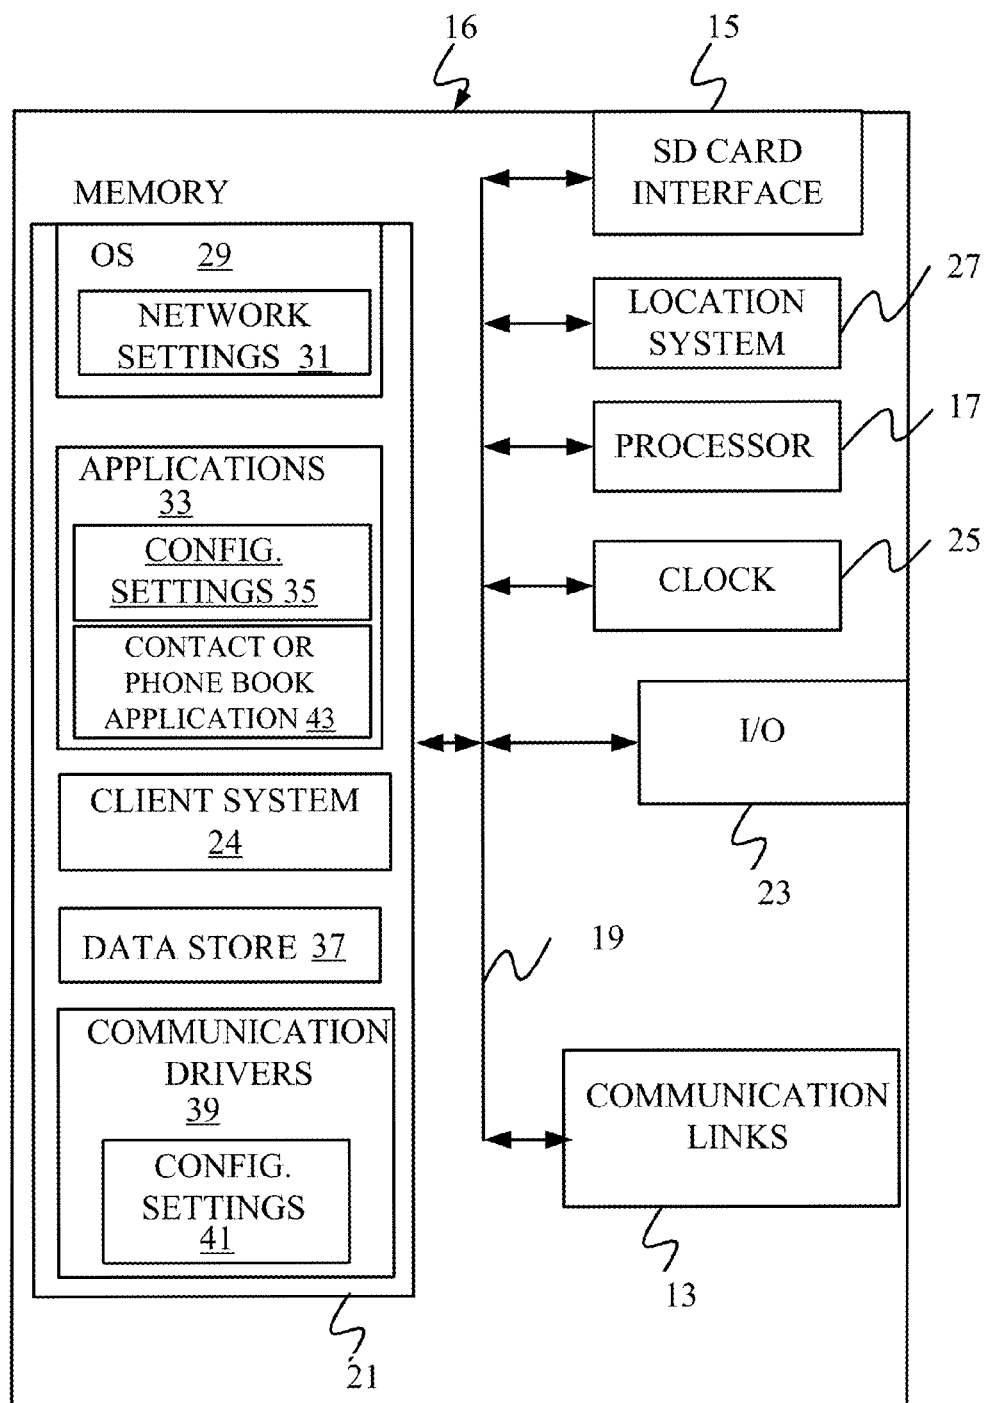 16
15
SD CARD
INTERFACE
MEMORY
OS 29
NETWORK
SETTINGS 31
27
LOCATION
SYSTEM
17
PROCESSOR
APPLICATIONS
33
CONFIG.
SETTINGS 35
25
CLOCK
CONTACT OR
PHONE BOOK
APPLICATION 43
I/O
23
CLIENT SYSTEM
24
DATA STORE 37
19
COMMUNICATION
DRIVERS
39
CONFIG.
SETTINGS
41
COMMUNICATION
LINKS
13
21